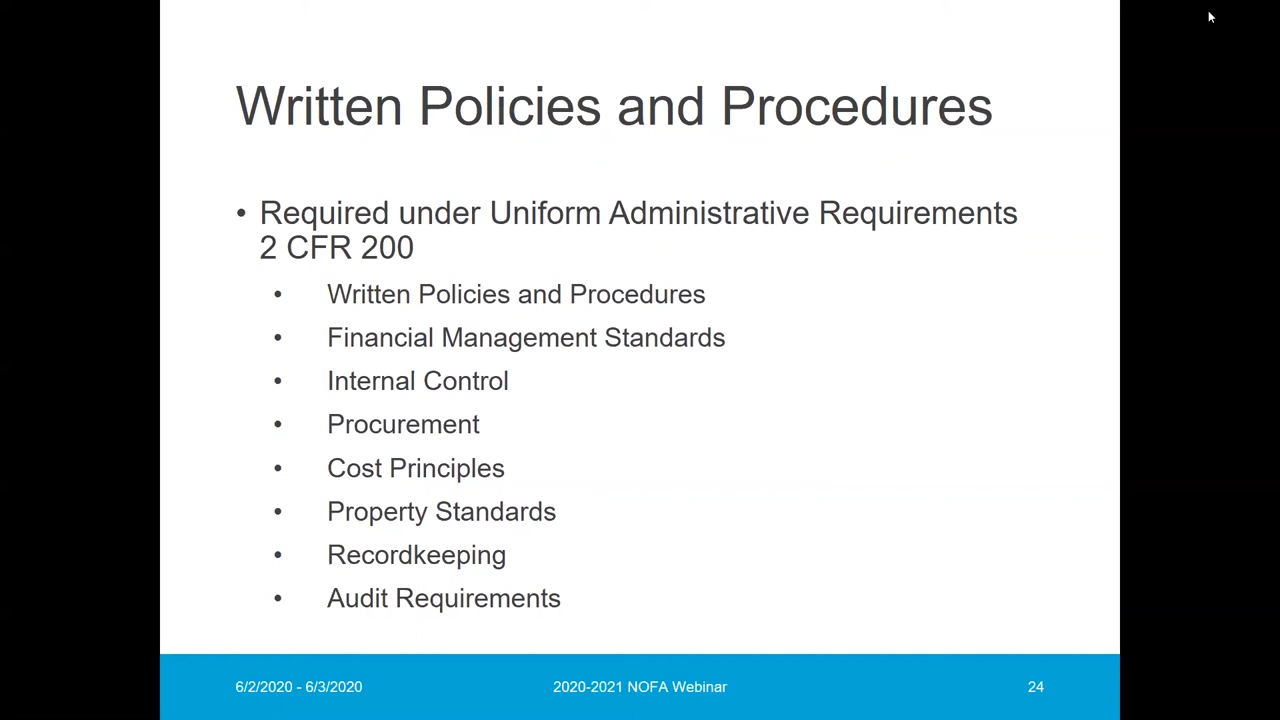 Written Policies and Procedures
• Required under Uniform Administrative Requirements
2 CFR 200
• Written Policies and Procedures
• Financial Management Standards
• Internal Control
• Procurement
• Cost Principles
• Property Standards
• Recordkeeping
• Audit Requirements
6/2/2020 - 6/3/2020 2020-2021 NOFA Webinar 24